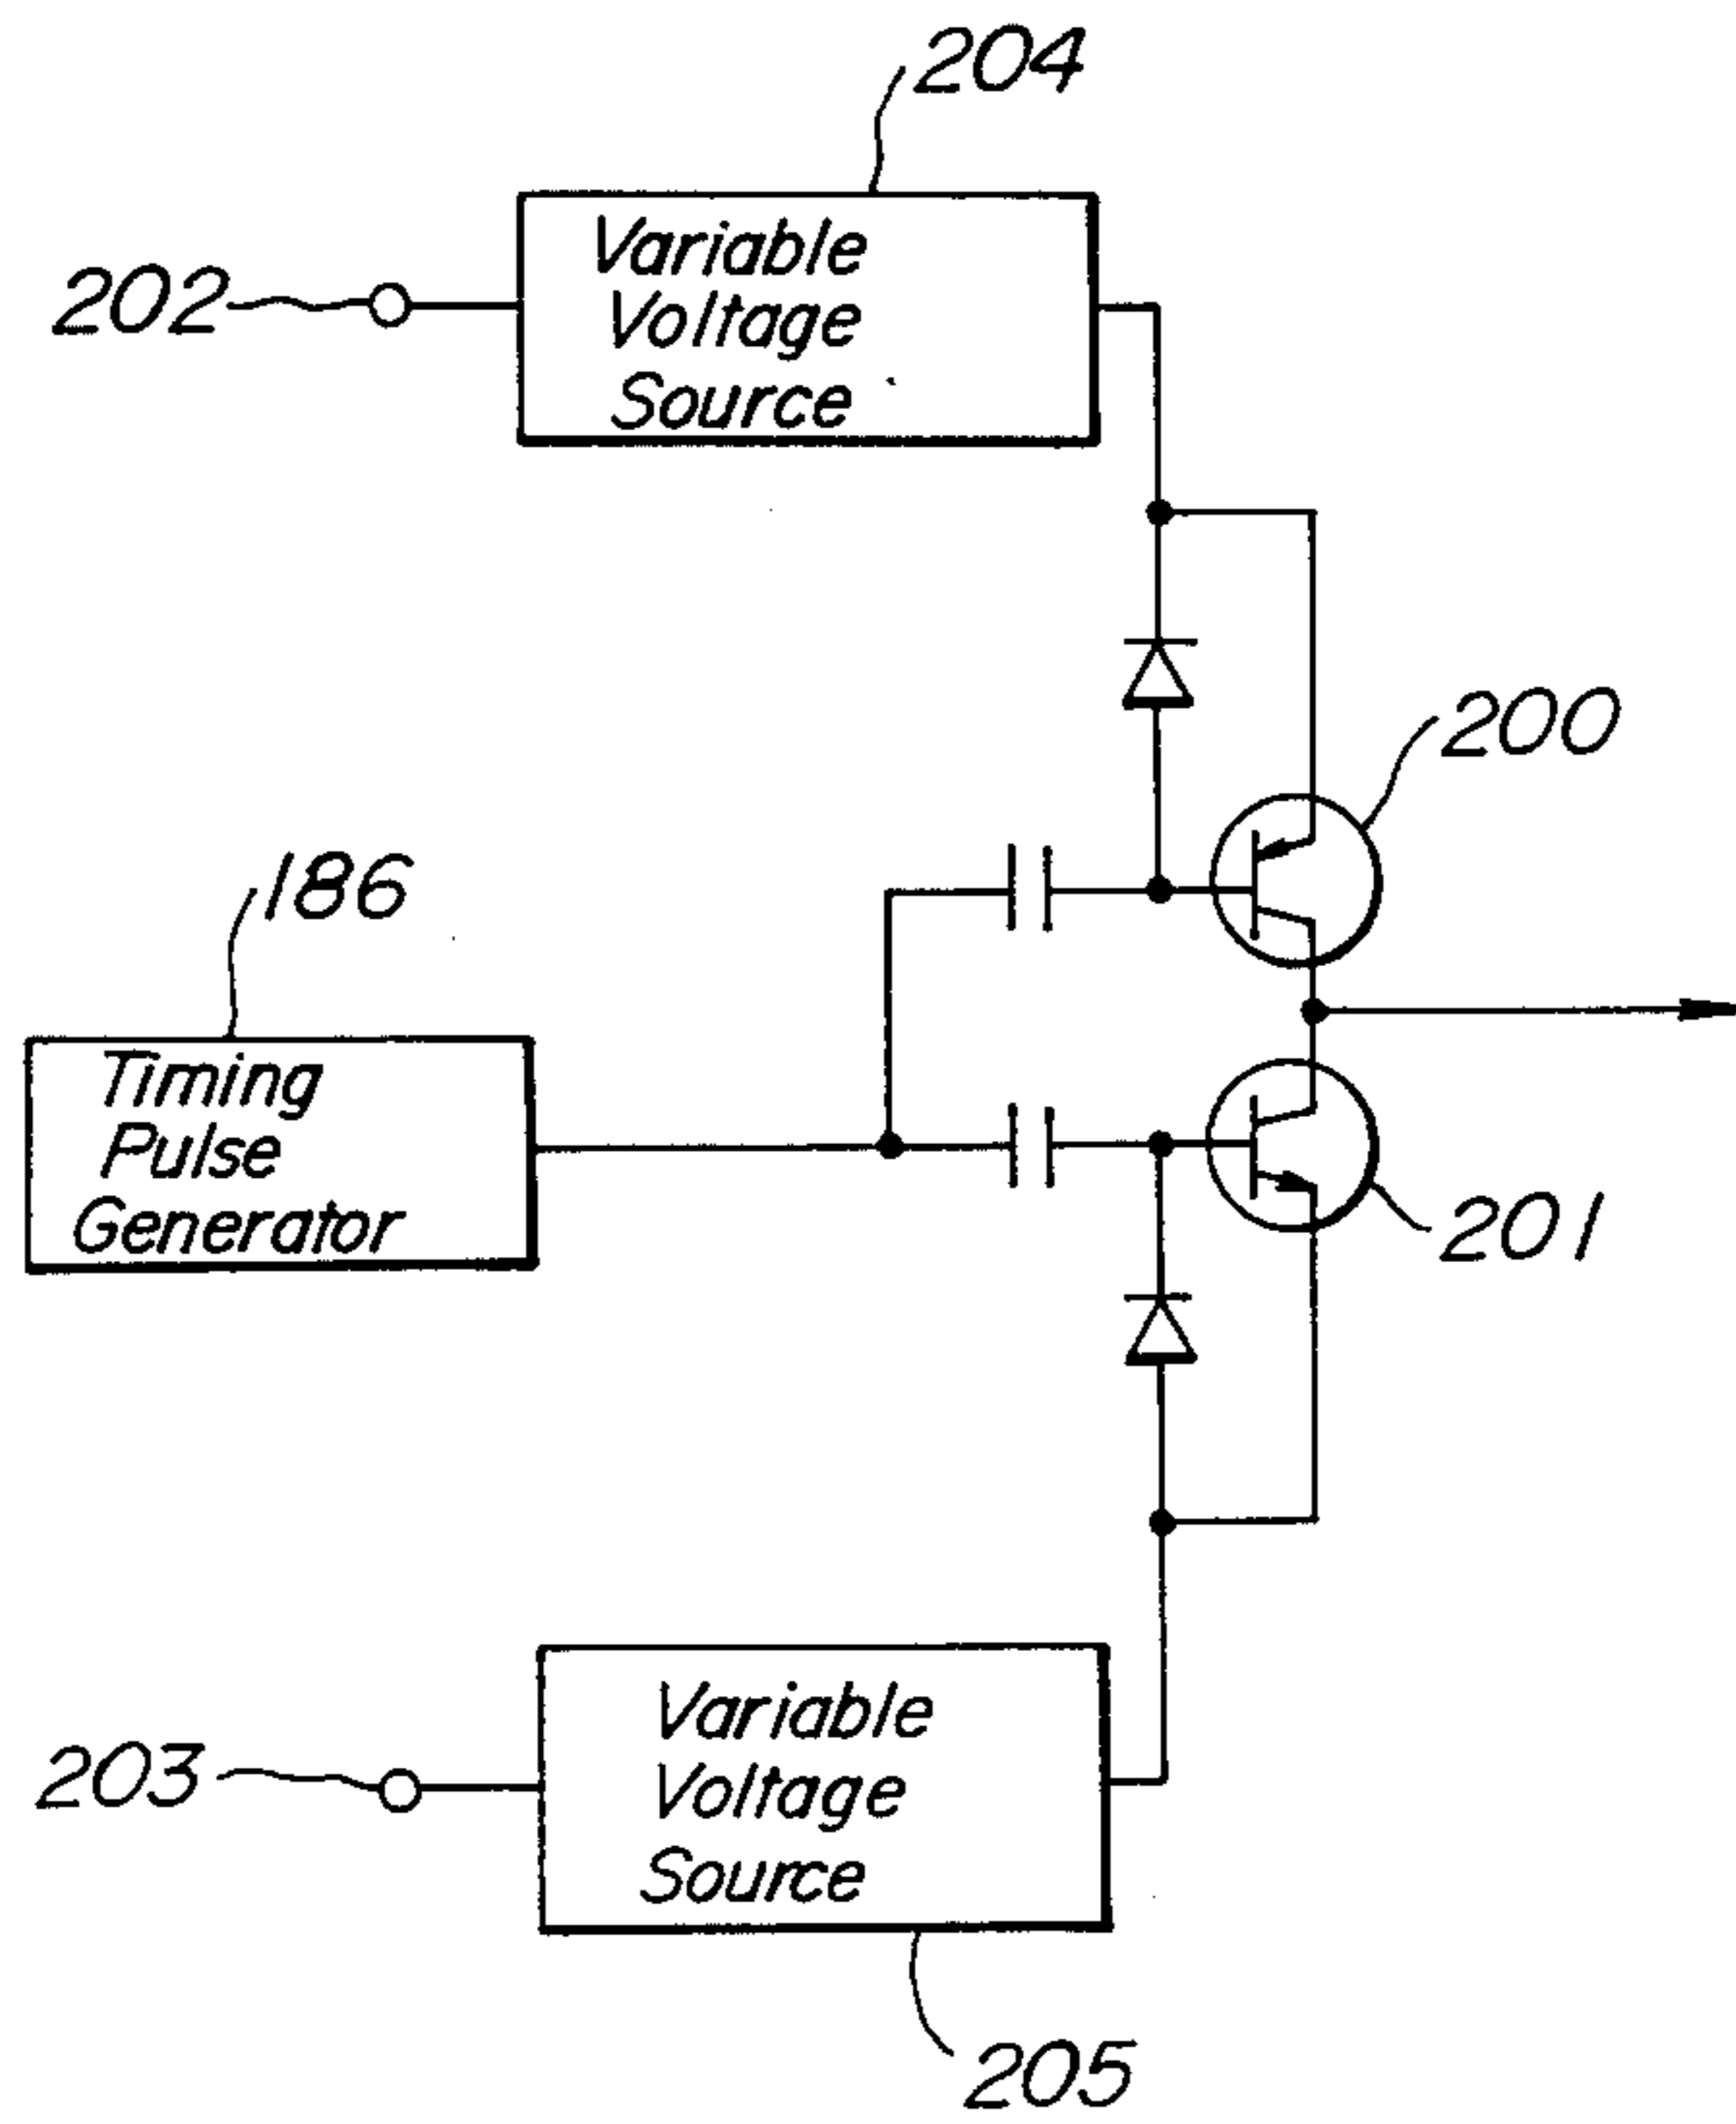 204
202
Variable
Voltage
Source
200
186
Timing
Pulse
Generator
201
203
Variable
Voltage
Source
205